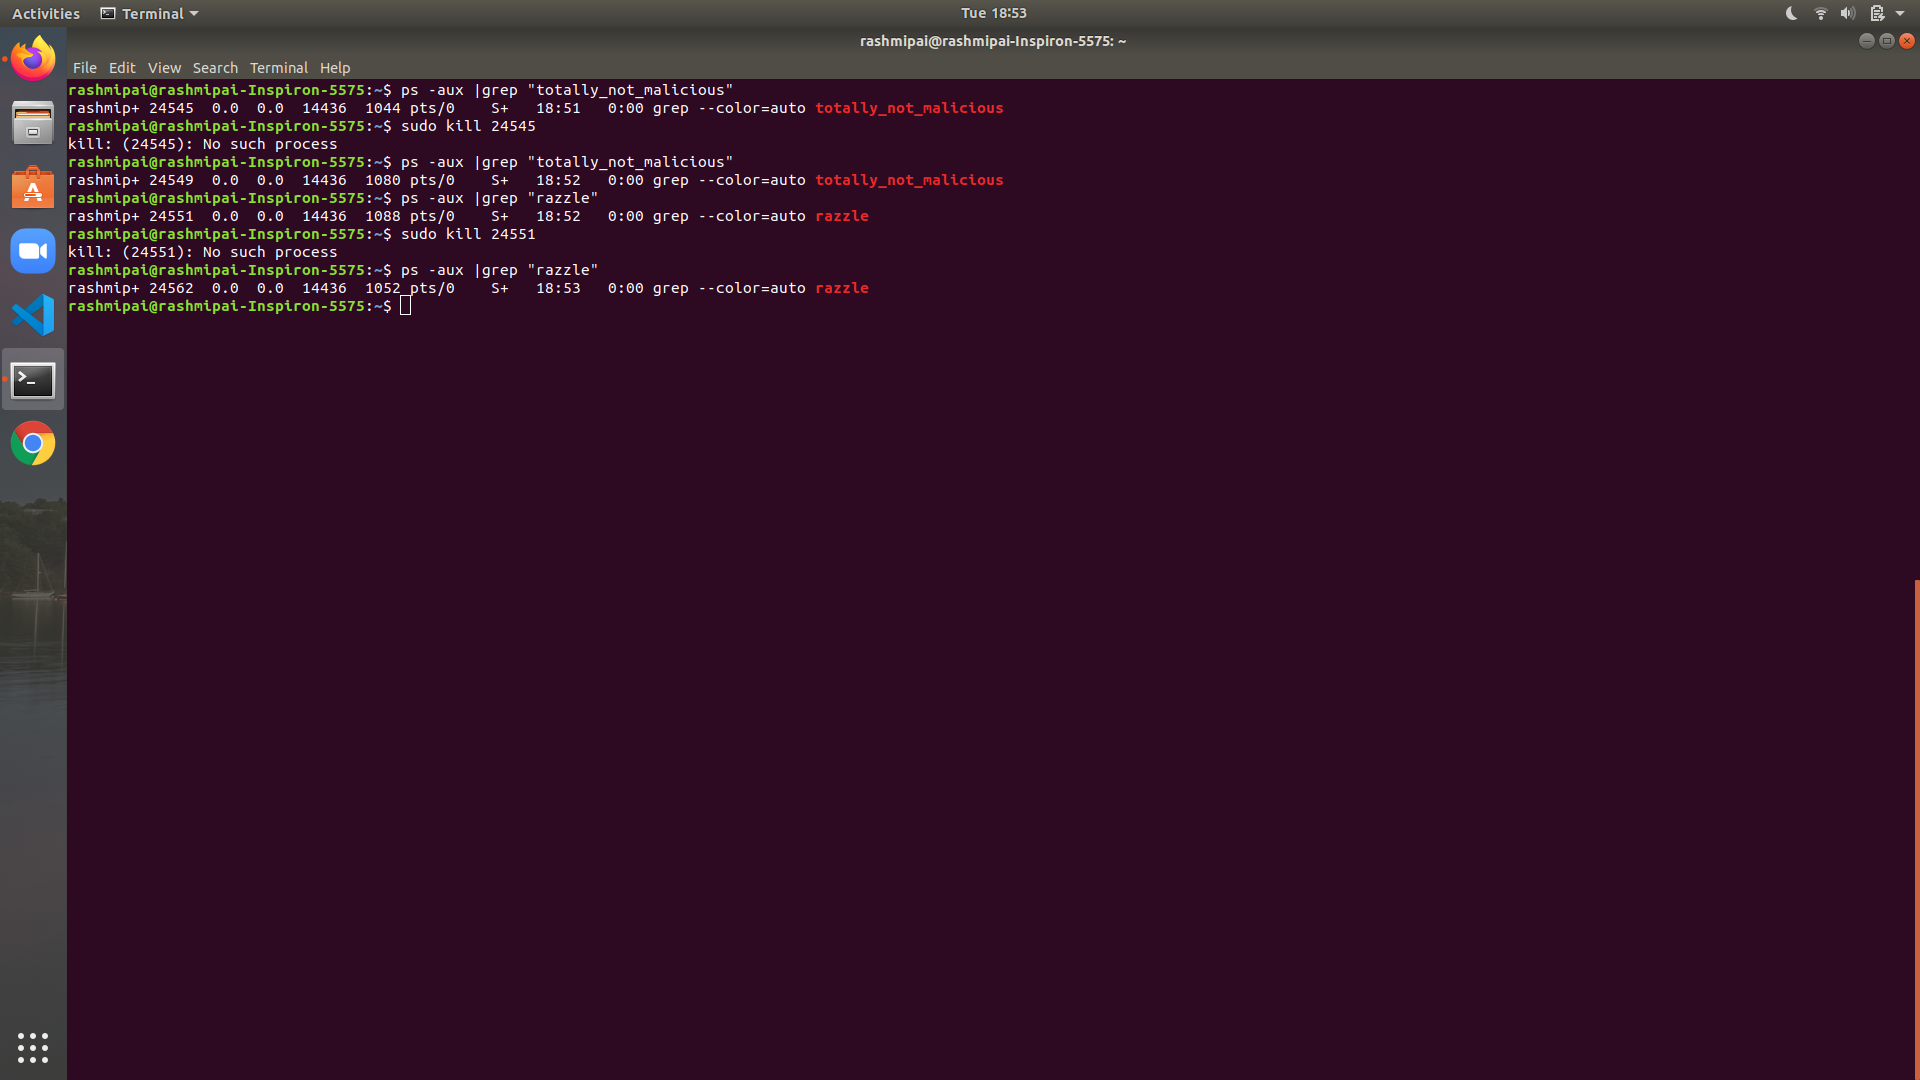 Activities Terminal Tue 18:53
rashmipai@rashmipai-Inspiron-5575: ~
File Edit View Search Terminal Help
rashmipai@rashmipai-Inspiron-5575:~$ ps -aux |grep "totally_not_malicious"
rashmip+ 24545  0.0  0.0  14436  1044 pts/0    S+   18:51   0:00 grep --color=auto totally_not_malicious
rashmipai@rashmipai-Inspiron-5575:~$ sudo kill 24545
kill: (24545): No such process
rashmipai@rashmipai-Inspiron-5575:~$ ps -aux |grep "totally_not_malicious"
rashmip+ 24549  0.0  0.0  14436  1080 pts/0    S+   18:52   0:00 grep --color=auto totally_not_malicious
rashmipai@rashmipai-Inspiron-5575:~$ ps -aux |grep "razzle"
rashmip+ 24551  0.0  0.0  14436  1088 pts/0    S+   18:52   0:00 grep --color=auto razzle
rashmipai@rashmipai-Inspiron-5575:~$ sudo kill 24551
kill: (24551): No such process
rashmipai@rashmipai-Inspiron-5575:~$ ps -aux |grep "razzle"
rashmip+ 24562  0.0  0.0  14436  1052 pts/0    S+   18:53   0:00 grep --color=auto razzle
rashmipai@rashmipai-Inspiron-5575:~$